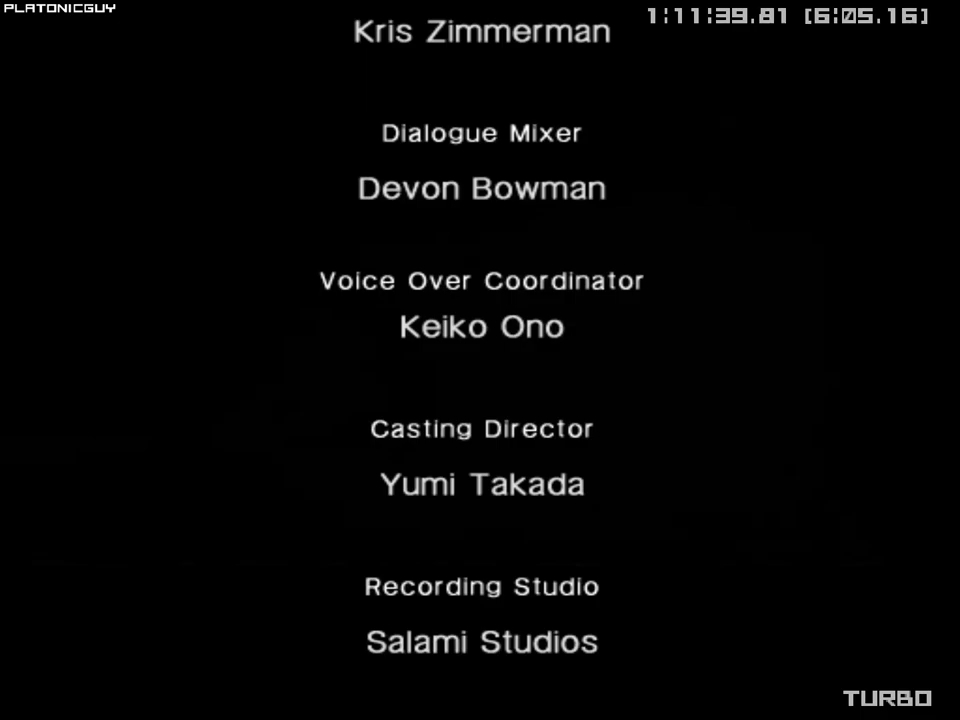 PLATONICGUY
1:11:39.81 [6:05.16]
Kris Zimmerman
Dialogue Mixer
Devon Bowman
Voice Over Coordinator
Keiko Ono
Casting Director
Yumi Takada
Recording Studio
Salami Studios
TURBO